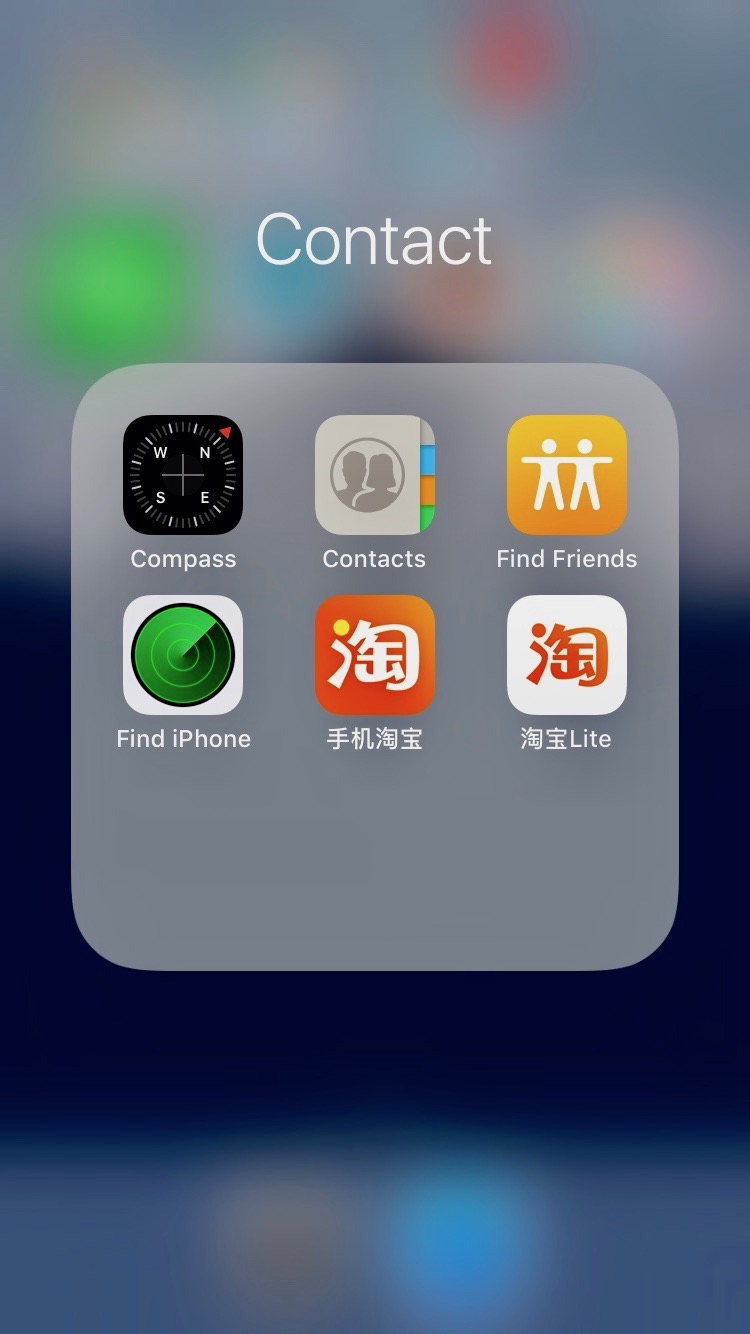 Contact
W N
S E
Compass
Contacts
Find Friends
淘
淘
Find iPhone
手机淘宝
淘宝Lite